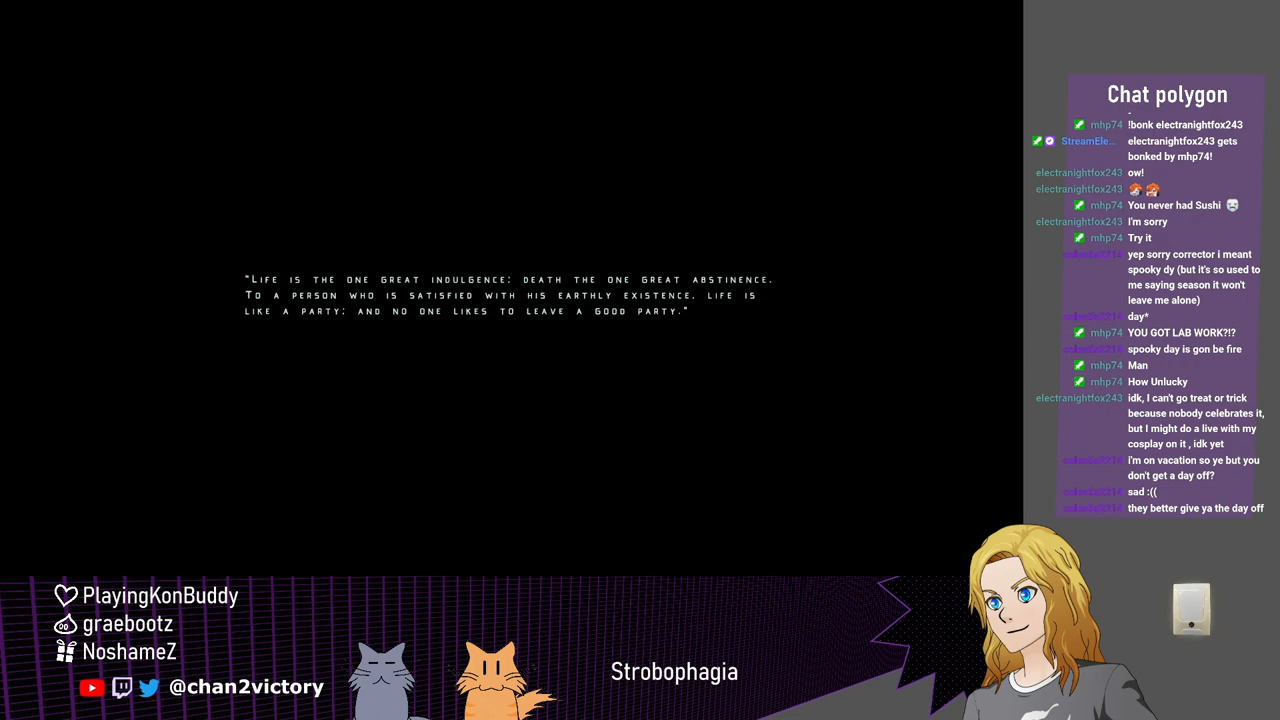 "Life is the one great indulgence; death the one great abstinence.
To a person who is satisfied with his earthly existence, life is
like a party; and no one likes to leave a good party."
Chat polygon
mhp74 !bonk electranightfox243
StreamEle... electranightfox243 gets
bonked by mhp74!
electranightfox243 ow!
electranightfox243
mhp74 You never had Sushi
electranightfox243 I'm sorry
mhp74 Try it
yep sorry corrector i meant
spooky dy (but it's so used to
me saying season it won't
leave me alone)
day*
mhp74 YOU GOT LAB WORK?!?
spooky day is gon be fire
mhp74 Man
mhp74 How Unlucky
electranightfox243 idk, I can't go treat or trick
because nobody celebrates it,
but I might do a live with my
cosplay on it , idk yet
i'm on vacation so ye but you
don't get a day off?
sad :((
they better give ya the day off
PlayingKonBuddy
graebootz
NoshameZ
@chan2victory
Strobophagia